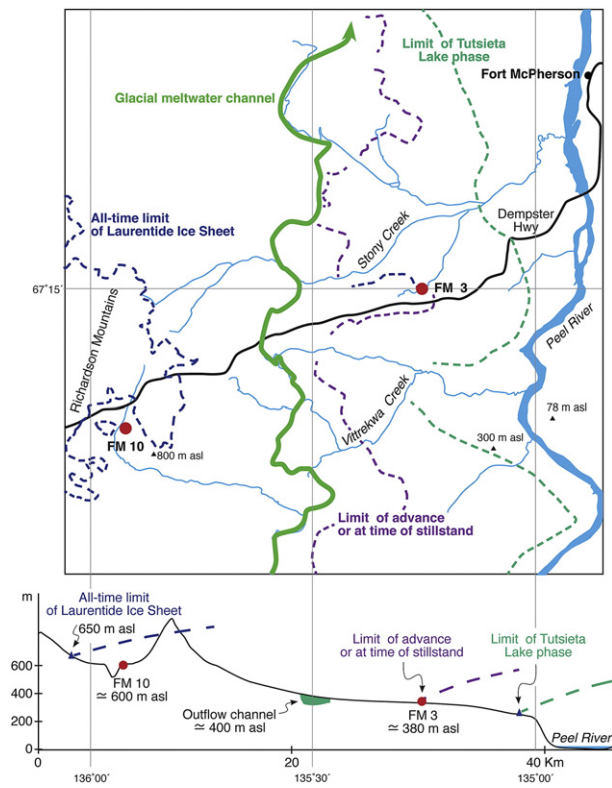 Limit of Tutsieta
Lake phase
Fort McPherson
Glacial meltwater channel
All-time limit
of Laurentide Ice Sheet
Stony Creek
Dempster
Hwy
67°15'
FM 3
Richardson Mountains
Peel River
Vittrekwa Creek
78 m asl
FM 10
800 m asl
300 m asl
Limit of advance
or at time of stillstand
m
All-time limit
of Laurentide Ice Sheet
650 m asl
Limit of advance
or at time of stillstand
Limit of Tutsieta
Lake phase
600
FM 10
≃ 600 m asl
400
Outflow channel
≃ 400 m asl
FM 3
≃ 380 m asl
200
Peel River
0
0
20
40 Km
136°00'
135°30'
135°00'